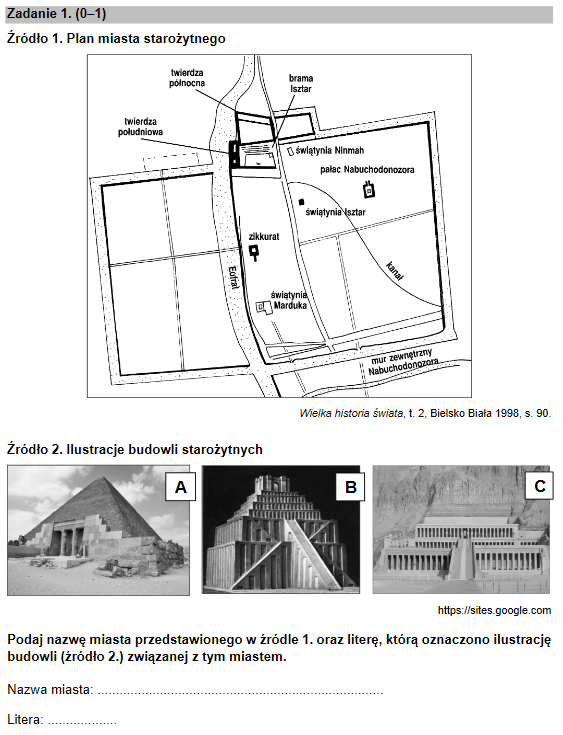 Zadanie 1. (0–1)
Źródło 1. Plan miasta starożytnego
twierdza
północna
brama
Isztar
twierdza
południowa
świątynia Ninmah
pałac Nabuchodonozora
świątynia Isztar
zikkurat
kanał
Eufrat
świątynia
Marduka
mur zewnętrzny
Nabuchodonozora
Wielka historia świata, t. 2, Bielsko Biała 1998, s. 90.
Źródło 2. Ilustracje budowli starożytnych
A
B
C
https://sites.google.com
Podaj nazwę miasta przedstawionego w źródle 1. oraz literę, którą oznaczono ilustrację
budowli (źródło 2.) związanej z tym miastem.
Nazwa miasta: ............................................................................
Litera: ...................